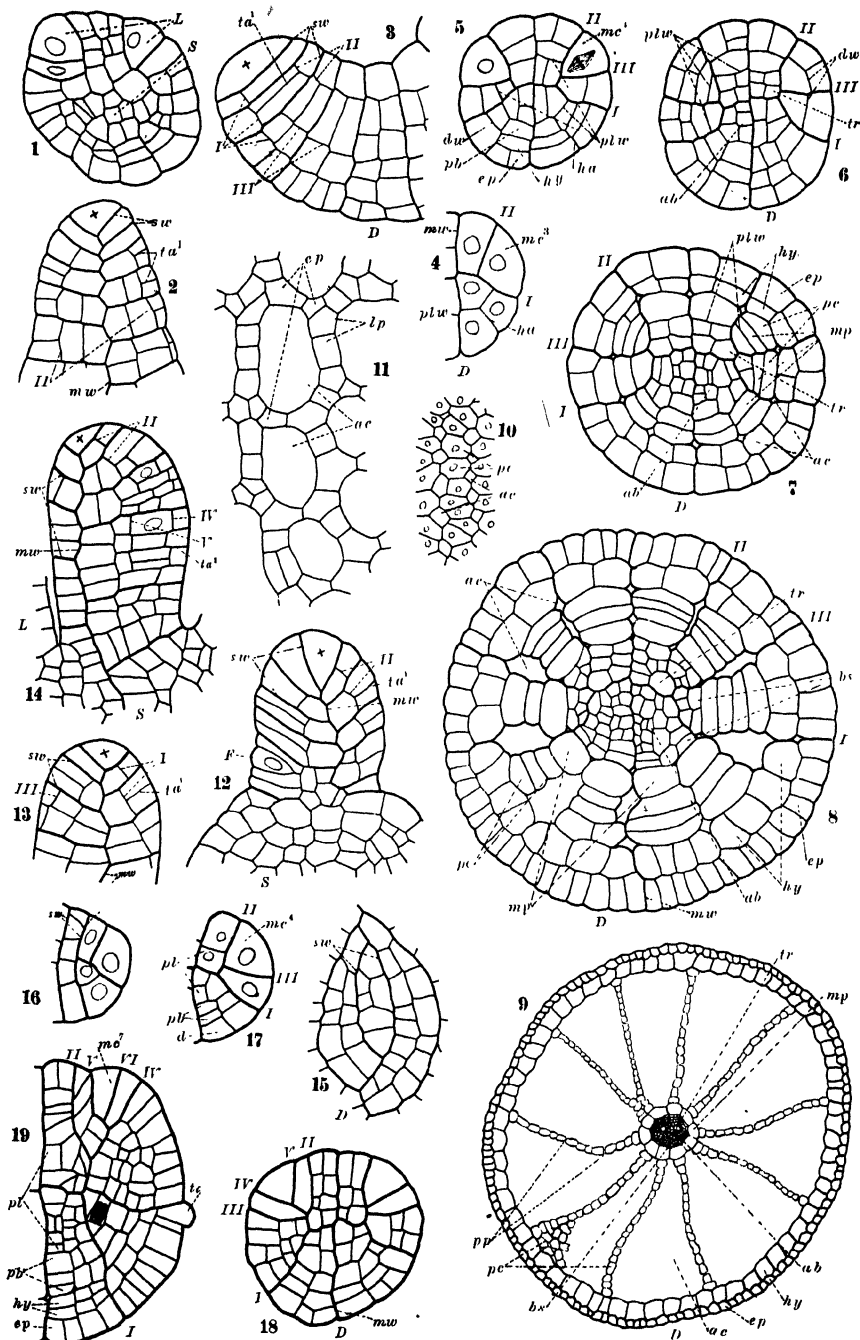 1
L
S
2
sw
ta¹
II
mw
3
ta¹
sw
II
I
III
D
4
II
mw
mc³
I
plw
ha
D
5
II
mc⁴
III
I
dw
pb
ep
hy
ha
plw
6
plw
II
dw
III
tr
I
ab
D
7
II
plw
hy
ep
pc
mp
III
I
tr
ac
ab
D
8
ac
II
tr
III
bs
I
pc
mp
ab
hy
ep
mw
D
9
tr
mp
pp
pc
bs
ab
hy
ep
ac
D
10
pc
ac
11
ep
lp
ac
12
sw
II
ta¹
mw
F
S
13
sw
I
III
ta¹
mw
14
II
sw
mw
IV
V
L
S
15
sw
D
16
sw
17
II
mc⁴
pl
III
pb
I
d
18
II
V
IV
III
I
D
mw
19
mc⁷
II
V
VI
IV
pl
te
pb
hy
ep
I